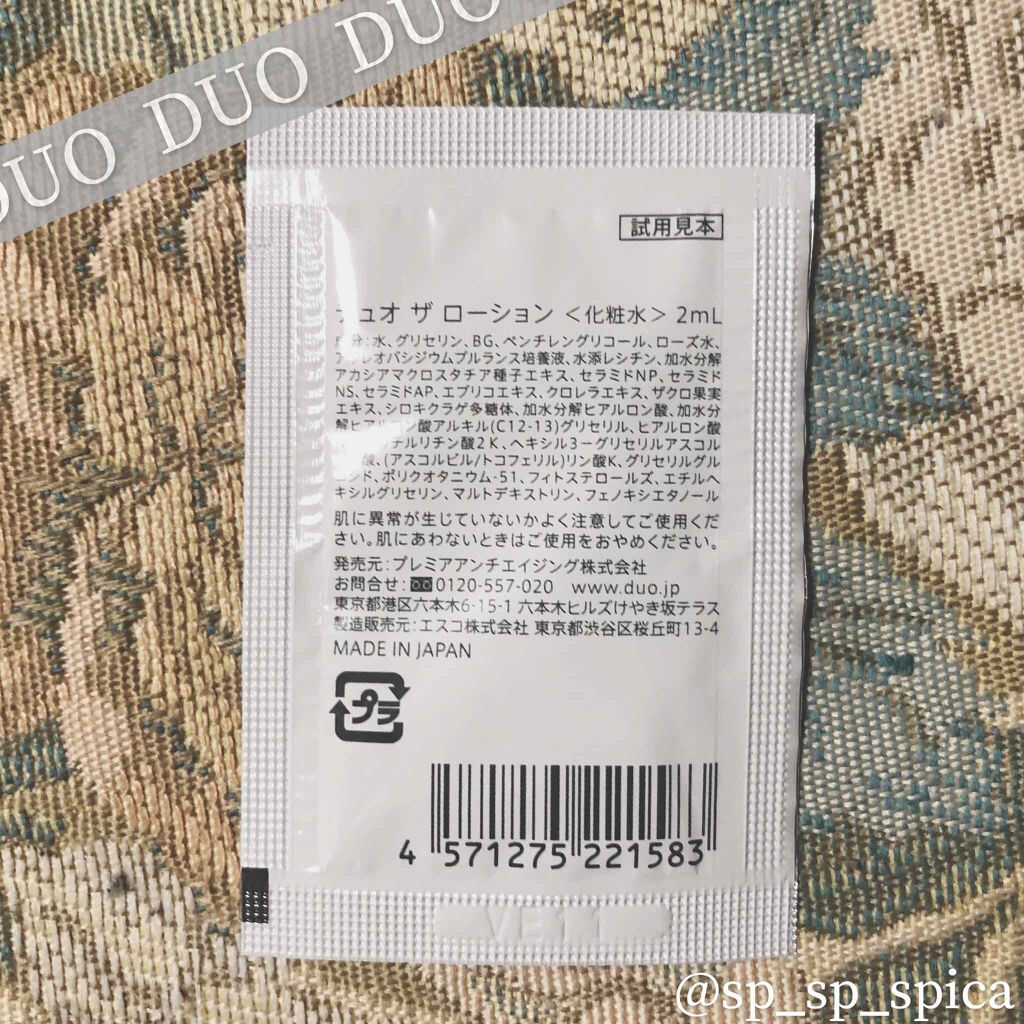 DUO DUO DUO DUO
試用見本
デュオ ザ ローション <化粧水> 2mL
成分:水、グリセリン、BG、ペンチレングリコール、ローズ水、
アウレオバシジウムプルランス培養液、水添レシチン、加水分解
アカシアマクロスタチア種子エキス、セラミドNP、セラミド
NS、セラミドAP、エプリコエキス、クロレラエキス、ザクロ果実
エキス、シロキクラゲ多糖体、加水分解ヒアルロン酸、加水分
解ヒアルロン酸アルキル(C12-13)グリセリル、ヒアルロン酸
チルリチン酸2K、ヘキシル3-グリセリルアスコル
酸、(アスコルビル/トコフェリル)リン酸K、グリセリルグル
シド、ポリクオタニウム-51、フィトステロールズ、エチルヘ
キシルグリセリン、マルトデキストリン、フェノキシエタノール
肌に異常が生じていないかよく注意してご使用くだ
さい。肌にあわないときはご使用をおやめください。
発売元:プレミアアンチエイジング株式会社
お問合せ:0120-557-020 www.duo.jp
東京都港区六本木6-15-1 六本木ヒルズけやき坂テラス
製造販売元:エスコ株式会社 東京都渋谷区桜丘町13-4
MADE IN JAPAN
プラ
4 571275 221583
VE11
@sp_sp_spica